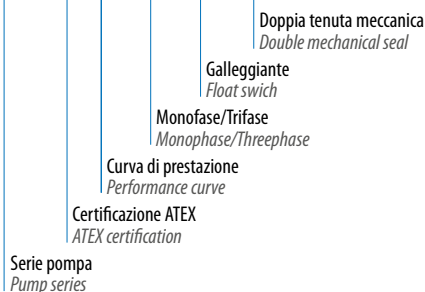 Doppia tenuta meccanica
Double mechanical seal
Galleggiante
Float swich
Monofase/Trifase
Monophase/Threephase
Curva di prestazione
Performance curve
Certificazione ATEX
ATEX certification
Serie pompa
Pump series